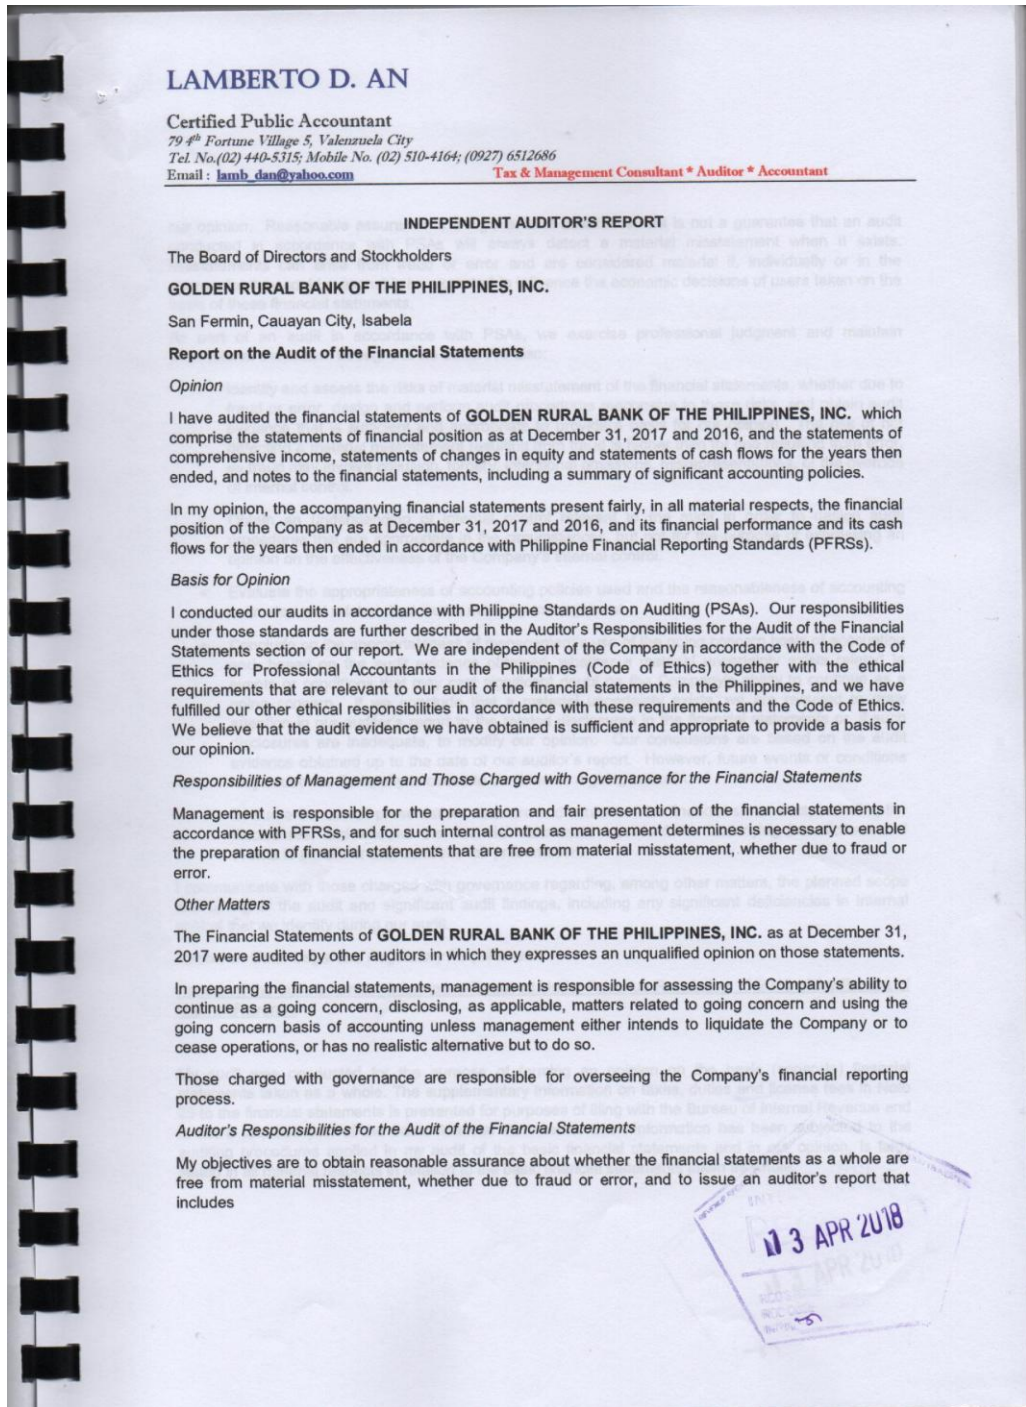 LAMBERTO D. AN
Certified Public Accountant
79 4th Fortune Village 5, Valenzuela City
Tel. No.(02) 440-5315; Mobile No. (02) 510-4164; (0927) 6512686
Email : lamb_dan@yahoo.com Tax & Management Consultant * Auditor * Accountant
INDEPENDENT AUDITOR'S REPORT
The Board of Directors and Stockholders
GOLDEN RURAL BANK OF THE PHILIPPINES, INC.
San Fermin, Cauayan City, Isabela
Report on the Audit of the Financial Statements
Opinion
I have audited the financial statements of GOLDEN RURAL BANK OF THE PHILIPPINES, INC. which
comprise the statements of financial position as at December 31, 2017 and 2016, and the statements of
comprehensive income, statements of changes in equity and statements of cash flows for the years then
ended, and notes to the financial statements, including a summary of significant accounting policies.
In my opinion, the accompanying financial statements present fairly, in all material respects, the financial
position of the Company as at December 31, 2017 and 2016, and its financial performance and its cash
flows for the years then ended in accordance with Philippine Financial Reporting Standards (PFRSs).
Basis for Opinion
I conducted our audits in accordance with Philippine Standards on Auditing (PSAs). Our responsibilities
under those standards are further described in the Auditor's Responsibilities for the Audit of the Financial
Statements section of our report. We are independent of the Company in accordance with the Code of
Ethics for Professional Accountants in the Philippines (Code of Ethics) together with the ethical
requirements that are relevant to our audit of the financial statements in the Philippines, and we have
fulfilled our other ethical responsibilities in accordance with these requirements and the Code of Ethics.
We believe that the audit evidence we have obtained is sufficient and appropriate to provide a basis for
our opinion.
Responsibilities of Management and Those Charged with Governance for the Financial Statements
Management is responsible for the preparation and fair presentation of the financial statements in
accordance with PFRSs, and for such internal control as management determines is necessary to enable
the preparation of financial statements that are free from material misstatement, whether due to fraud or
error.
Other Matters
The Financial Statements of GOLDEN RURAL BANK OF THE PHILIPPINES, INC. as at December 31,
2017 were audited by other auditors in which they expresses an unqualified opinion on those statements.
In preparing the financial statements, management is responsible for assessing the Company's ability to
continue as a going concern, disclosing, as applicable, matters related to going concern and using the
going concern basis of accounting unless management either intends to liquidate the Company or to
cease operations, or has no realistic alternative but to do so.
Those charged with governance are responsible for overseeing the Company's financial reporting
process.
Auditor's Responsibilities for the Audit of the Financial Statements
My objectives are to obtain reasonable assurance about whether the financial statements as a whole are
free from material misstatement, whether due to fraud or error, and to issue an auditor's report that
includes
13 APR 2018